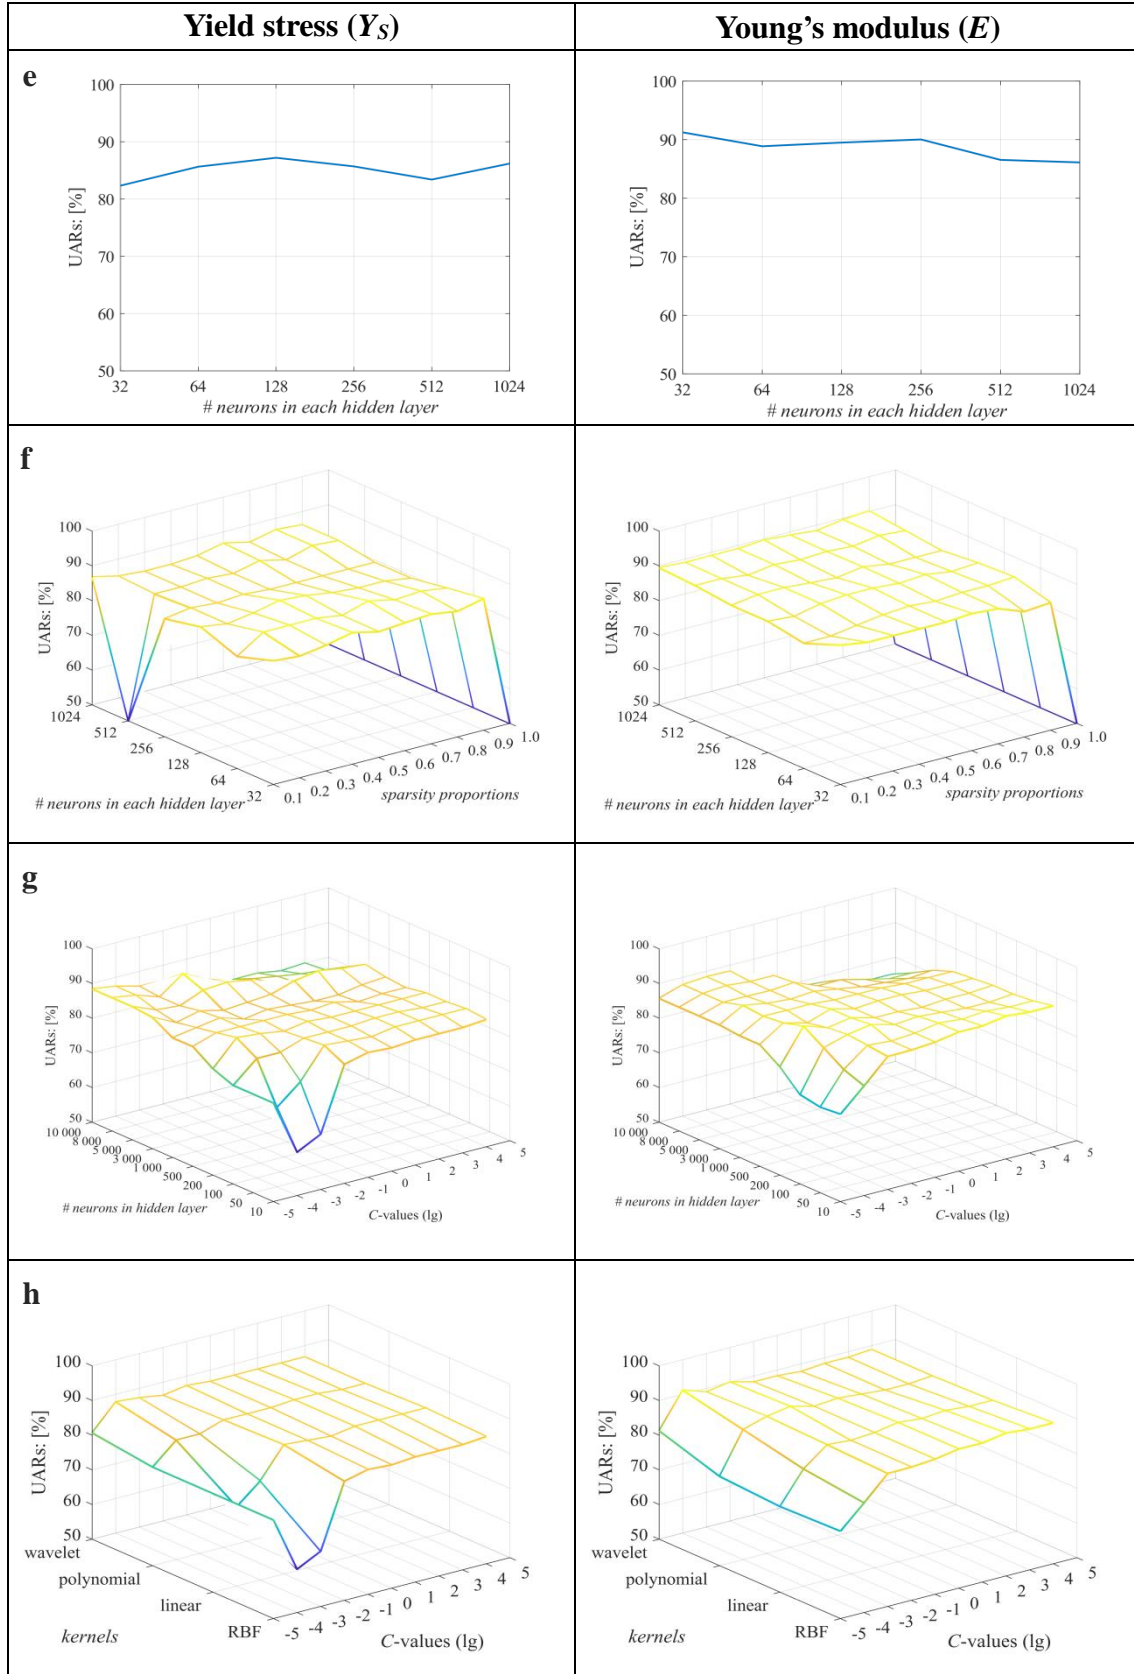 Yield stress (YS)
Young's modulus (E)
e
100
90
80
70
60
50
UARs: [%]
32 64 128 256 512 1024
# neurons in each hidden layer
100
90
80
70
60
50
UARs: [%]
32 64 128 256 512 1024
# neurons in each hidden layer
f
100
90
80
70
60
50
UARs: [%]
1024
512
256
128
64
32
# neurons in each hidden layer
0.1 0.2 0.3 0.4 0.5 0.6 0.7 0.8 0.9 1.0
sparsity proportions
100
90
80
70
60
50
UARs: [%]
1024
512
256
128
64
32
# neurons in each hidden layer
0.1 0.2 0.3 0.4 0.5 0.6 0.7 0.8 0.9 1.0
sparsity proportions
g
100
90
80
70
60
50
UARs: [%]
10 000
8 000
5 000
3 000
1 000
500
200
100
50
10
# neurons in hidden layer
-5 -4 -3 -2 -1 0 1 2 3 4 5
C-values (lg)
100
90
80
70
60
50
UARs: [%]
10 000
8 000
5 000
3 000
1 000
500
200
100
50
10
# neurons in hidden layer
-5 -4 -3 -2 -1 0 1 2 3 4 5
C-values (lg)
h
100
90
80
70
60
50
UARs: [%]
wavelet
polynomial
linear
RBF
kernels
-5 -4 -3 -2 -1 0 1 2 3 4 5
C-values (lg)
100
90
80
70
60
50
UARs: [%]
wavelet
polynomial
linear
RBF
kernels
-5 -4 -3 -2 -1 0 1 2 3 4 5
C-values (lg)